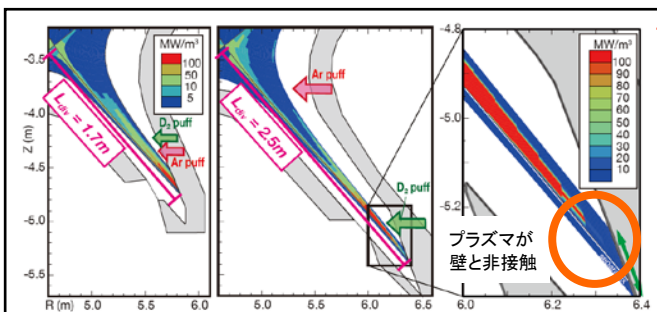 MW/m³
100
50
10
5
-3.5
-4.0
-4.5
-5.0
-5.5
Z (m)
L_div = 1.7m
D₂ puff
Ar puff
R (m)
5.0
5.5
6.0
L_div = 2.5m
Ar puff
D₂ puff
5.0
5.5
6.0
6.5
-4.8
-5.0
-5.2
MW/m³
100
90
80
70
60
50
40
30
20
10
プラズマが
壁と非接触
6.0
6.2
6.4